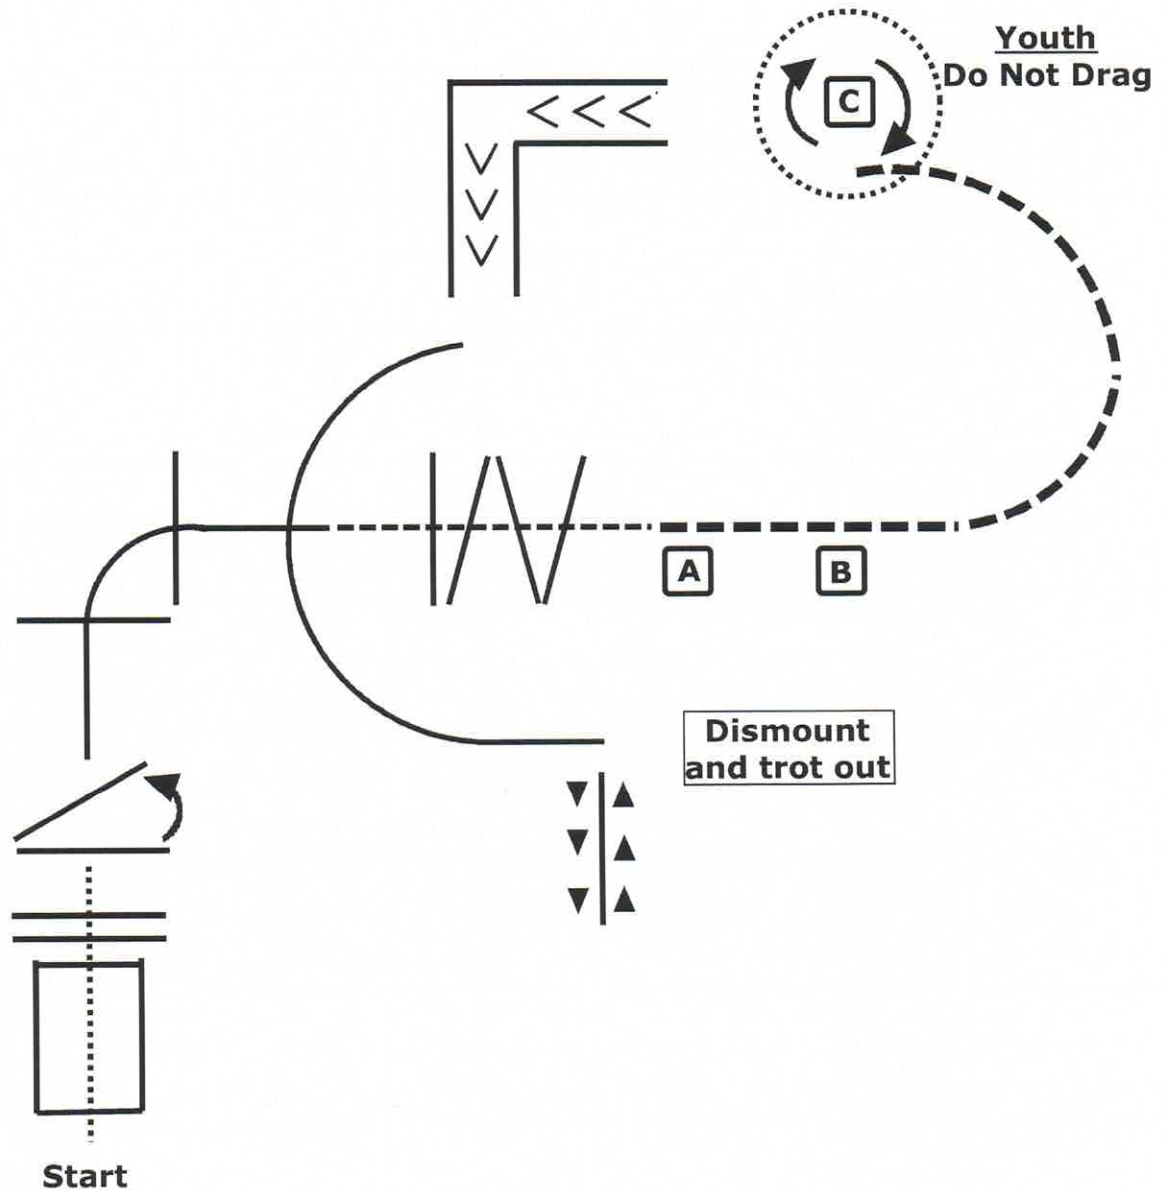 Youth
Do Not Drag
C
A
B
Dismount
and trot out
Start